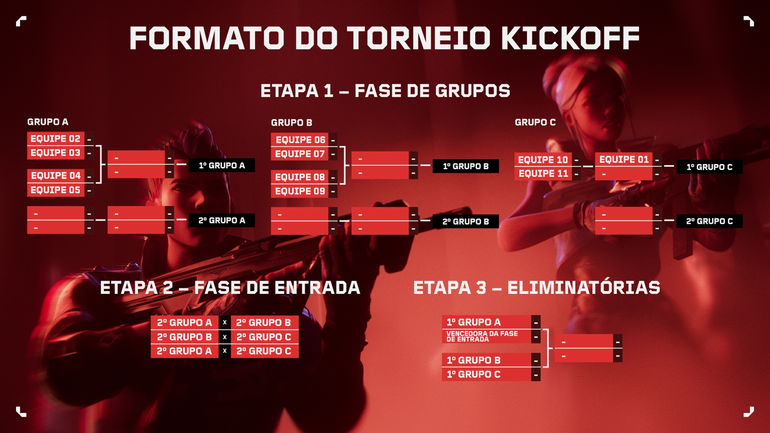 FORMATO DO TORNEIO KICKOFF
ETAPA 1 – FASE DE GRUPOS
GRUPO A
EQUIPE 02 -
EQUIPE 03 -
EQUIPE 04 -
EQUIPE 05 -
- -
- -
1º GRUPO A
- -
- -
- -
- -
2º GRUPO A
GRUPO B
EQUIPE 06 -
EQUIPE 07 -
EQUIPE 08 -
EQUIPE 09 -
- -
- -
1º GRUPO B
- -
- -
- -
- -
2º GRUPO B
GRUPO C
EQUIPE 10 -
EQUIPE 11 -
EQUIPE 01 -
- -
1º GRUPO C
- -
- -
2º GRUPO C
ETAPA 2 – FASE DE ENTRADA
2º GRUPO A x 2º GRUPO B
2º GRUPO B x 2º GRUPO C
2º GRUPO A x 2º GRUPO C
ETAPA 3 – ELIMINATÓRIAS
1º GRUPO A -
VENCEDORA DA FASE
DE ENTRADA -
1º GRUPO B -
1º GRUPO C -
- -
- -